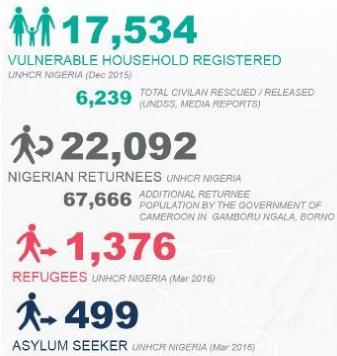 17,534
VULNERABLE HOUSEHOLD REGISTERED
UNHCR NIGERIA (Dec 2015)
6,239 TOTAL CIVILAN RESCUED / RELEASED
(UNDSS, MEDIA REPORTS)
22,092
NIGERIAN RETURNEES UNHCR NIGERIA
67,666 ADDITIONAL RETURNEE
POPULATION BY THE GOVERNMENT OF
CAMEROON IN GAMBORU NGALA, BORNO
1,376
REFUGEES UNHCR NIGERIA (Mar 2016)
499
ASYLUM SEEKER UNHCR NIGERIA (Mar 2016)